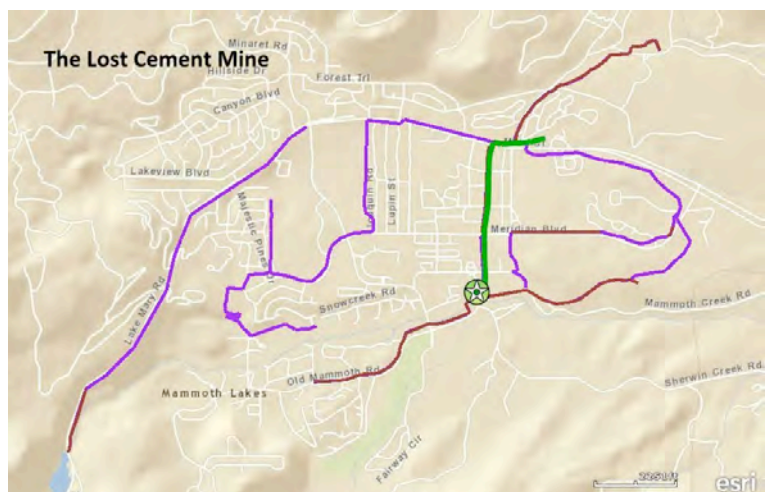 The Lost Cement Mine
Minaret Rd
Hillside Dr
Forest Trl
Canyon Blvd
Lakeview Blvd
Majestic Pines Dr
Lupin St
Meridian Blvd
Lake Mary Rd
Snowcreek Rd
Mammoth Creek Rd
Old Mammoth Rd
Sherwin Creek Rd
Mammoth Lakes
Fairway Cir
esri